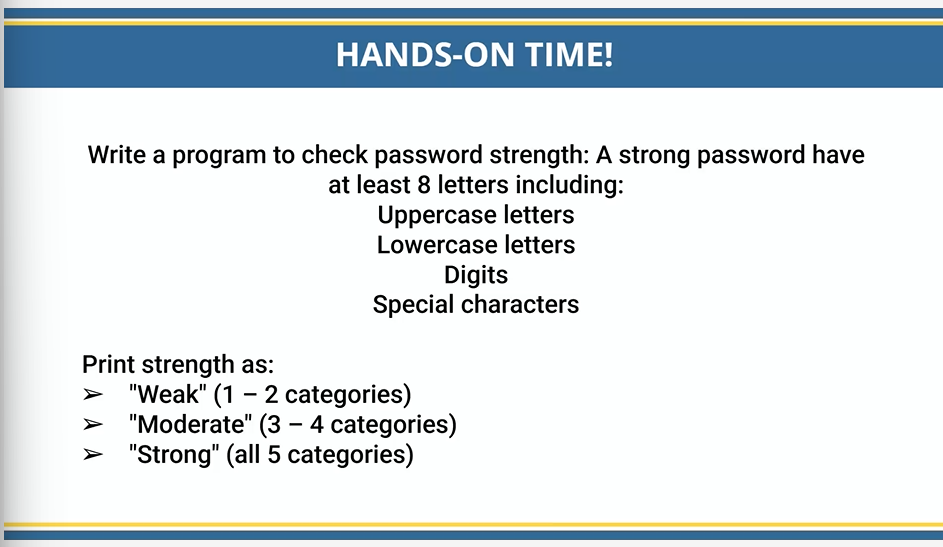 HANDS-ON TIME!
Write a program to check password strength: A strong password have
at least 8 letters including:
Uppercase letters
Lowercase letters
Digits
Special characters
Print strength as:
➢ "Weak" (1 – 2 categories)
➢ "Moderate" (3 – 4 categories)
➢ "Strong" (all 5 categories)